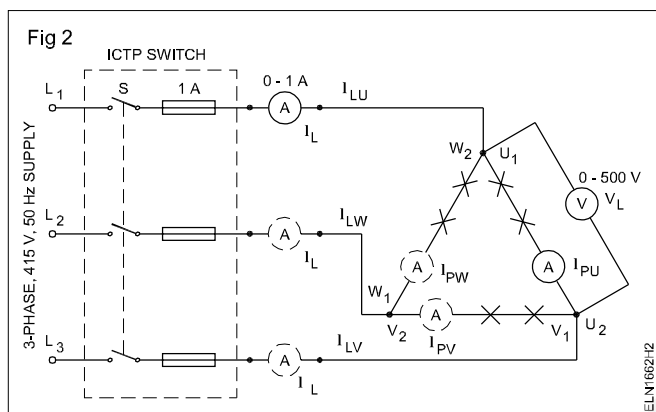 Fig 2
ICTP SWITCH
3-PHASE, 415 V, 50 Hz SUPPLY
L1
S
1 A
0 - 1 A
A
IL
ILU
W2
U1
0 - 500 V
V
VL
L2
A
IL
ILW
A
IPW
A
IPU
W1
V2
A
IPV
V1
U2
L3
A
IL
ILV
ELN1662H2